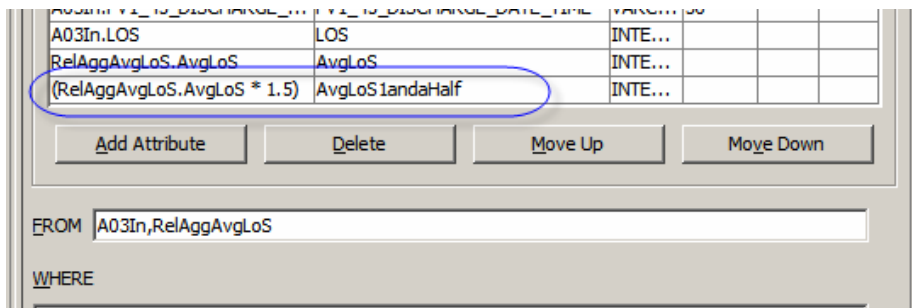 A03In.LOS LOS INTE...
RelAggAvgLoS.AvgLoS AvgLoS INTE...
(RelAggAvgLoS.AvgLoS * 1.5) AvgLoS1andaHalf INTE...
Add Attribute Delete Move Up Move Down
FROM A03In,RelAggAvgLoS
WHERE